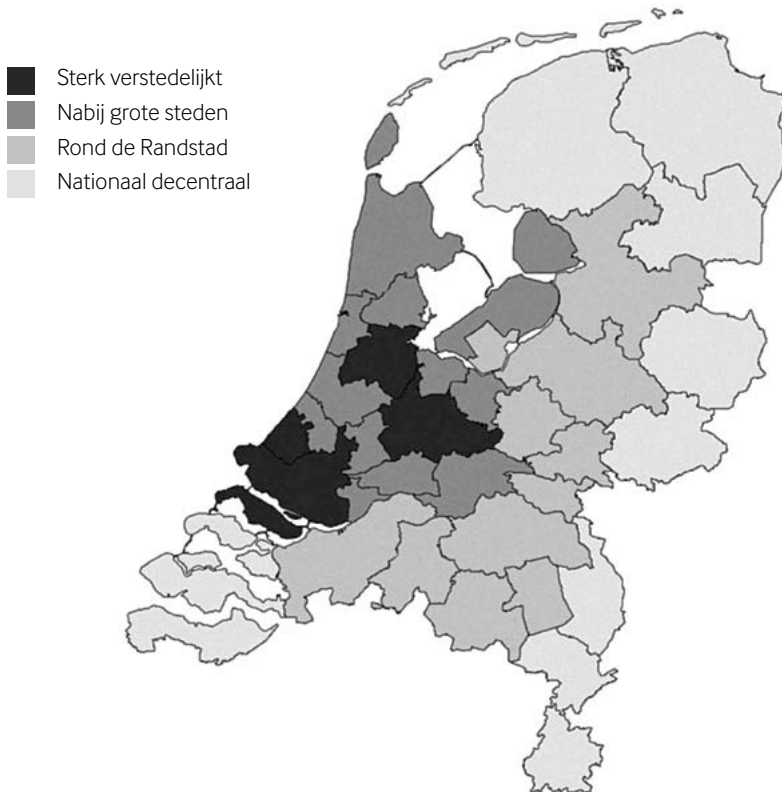 Sterk verstedelijkt
Nabij grote steden
Rond de Randstad
Nationaal decentraal